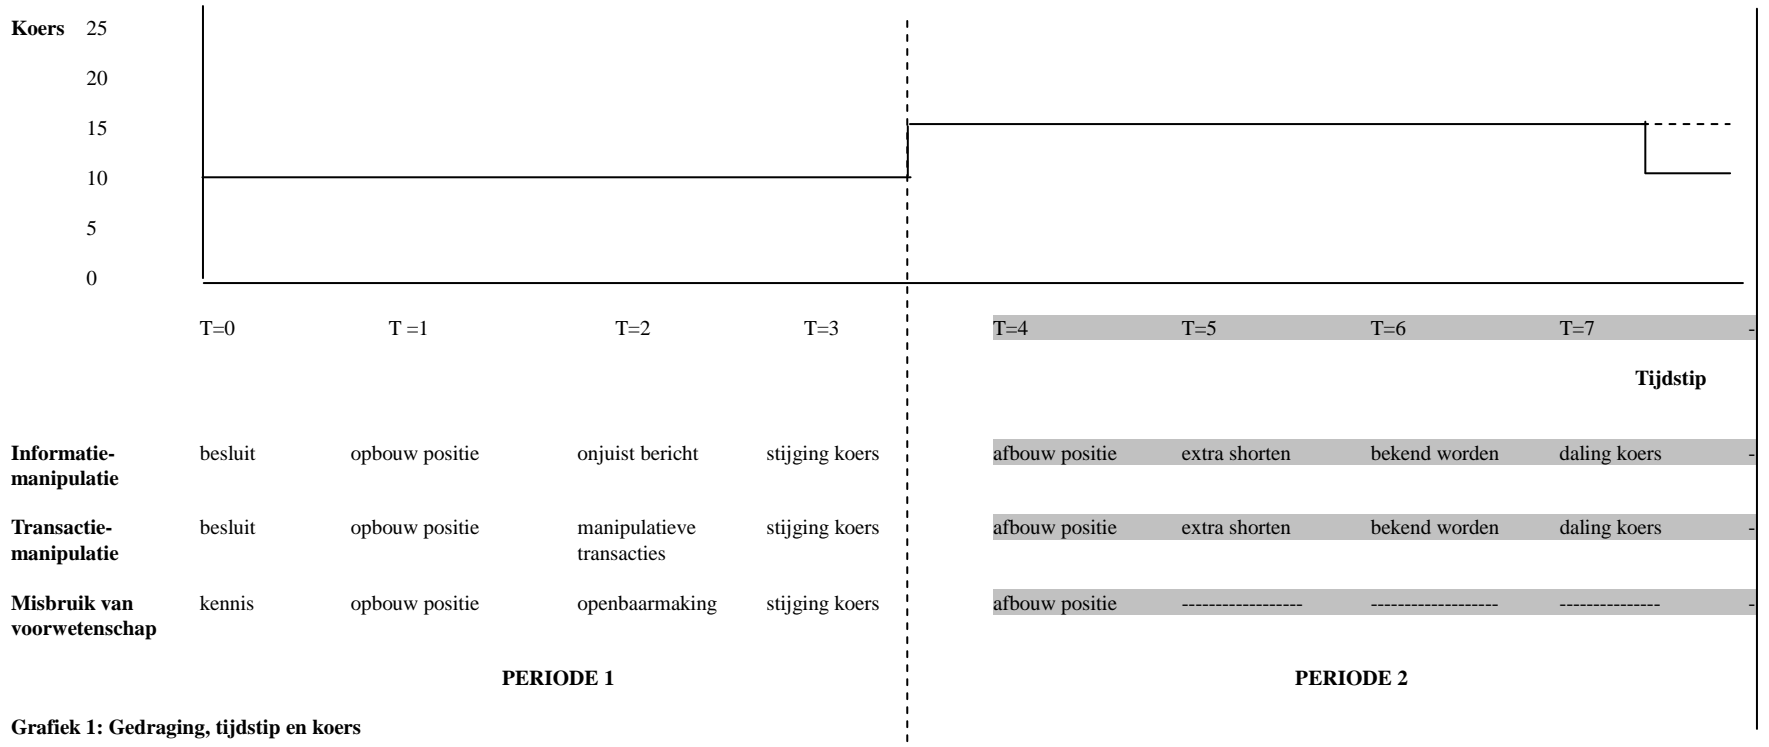 Koers 25
20
15
10
5
0
T=0 T =1 T=2 T=3 T=4 T=5 T=6 T=7 -
Tijdstip
Informatie- besluit opbouw positie onjuist bericht stijging koers afbouw positie extra shorten bekend worden daling koers -
manipulatie
Transactie- besluit opbouw positie manipulatieve stijging koers afbouw positie extra shorten bekend worden daling koers -
manipulatie transacties
Misbruik van kennis opbouw positie openbaarmaking stijging koers afbouw positie ------------------ ------------------- --------------- -
voorwetenschap
PERIODE 1 PERIODE 2
Grafiek 1: Gedraging, tijdstip en koers